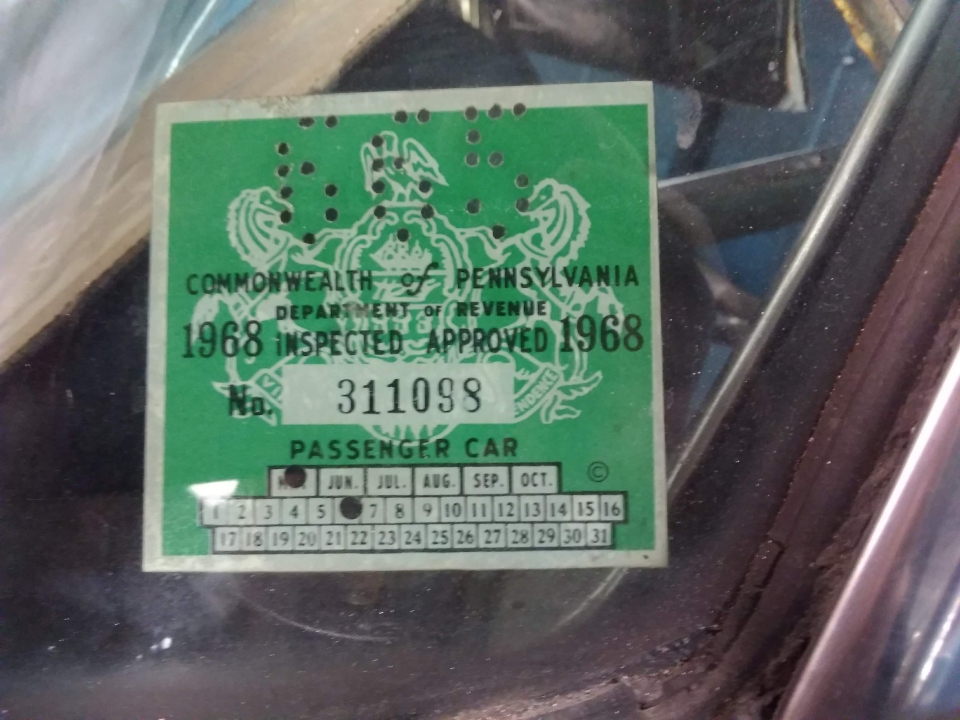 COMMONWEALTH of PENNSYLVANIA
DEPARTMENT OF REVENUE
1968 INSPECTED APPROVED 1968
No. 311098
ENDENCE
PASSENGER CAR
JUN. JUL. AUG. SEP. OCT. ©
1 2 3 4 5 7 8 9 10 11 12 13 14 15 16
17 18 19 20 21 22 23 24 25 26 27 28 29 30 31